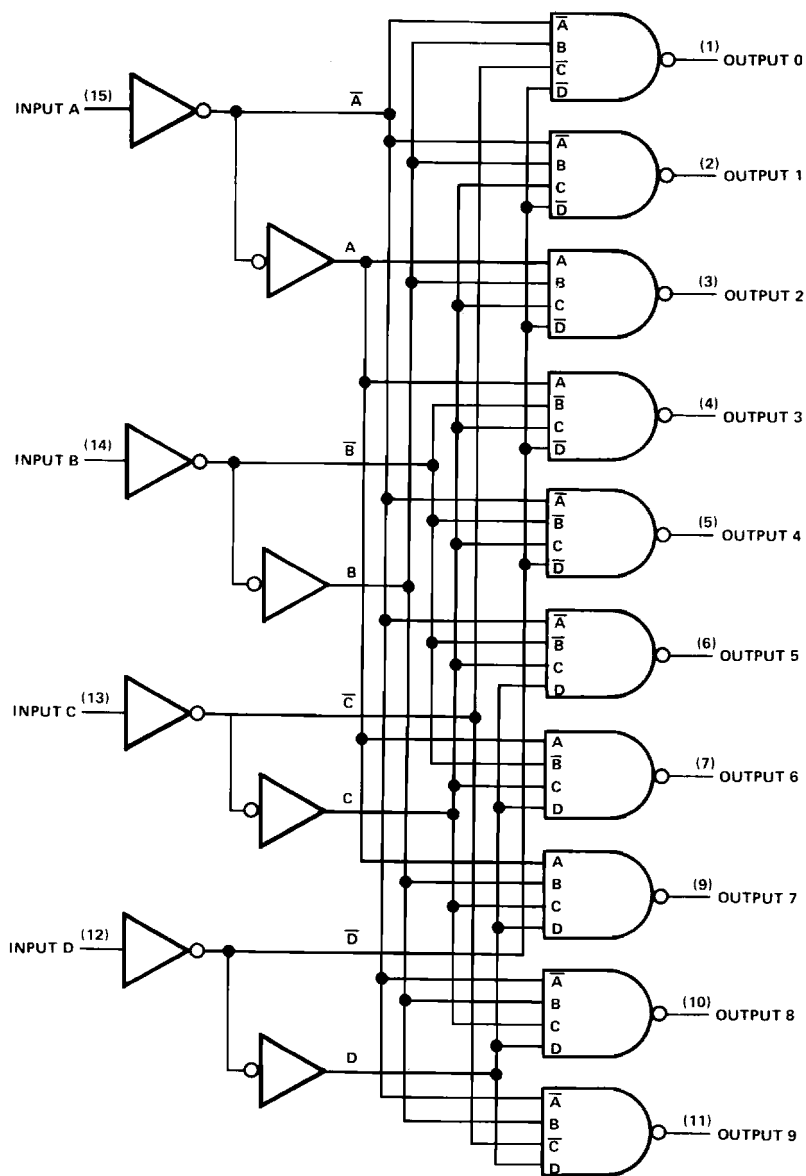 A̅
B
C̅
D̅
(1) OUTPUT 0
INPUT A (15)
A̅
A̅
B
C
D̅
(2) OUTPUT 1
A
A
B
C
D̅
(3) OUTPUT 2
A
B̅
C
D̅
(4) OUTPUT 3
INPUT B (14)
B̅
A̅
B̅
C
D̅
(5) OUTPUT 4
B
A̅
B̅
C
D
(6) OUTPUT 5
INPUT C (13)
C̅
A
B̅
C
D
(7) OUTPUT 6
C
A
B
C
D
(9) OUTPUT 7
INPUT D (12)
D̅
A̅
B
C
D
(10) OUTPUT 8
D
A̅
B
C̅
D
(11) OUTPUT 9